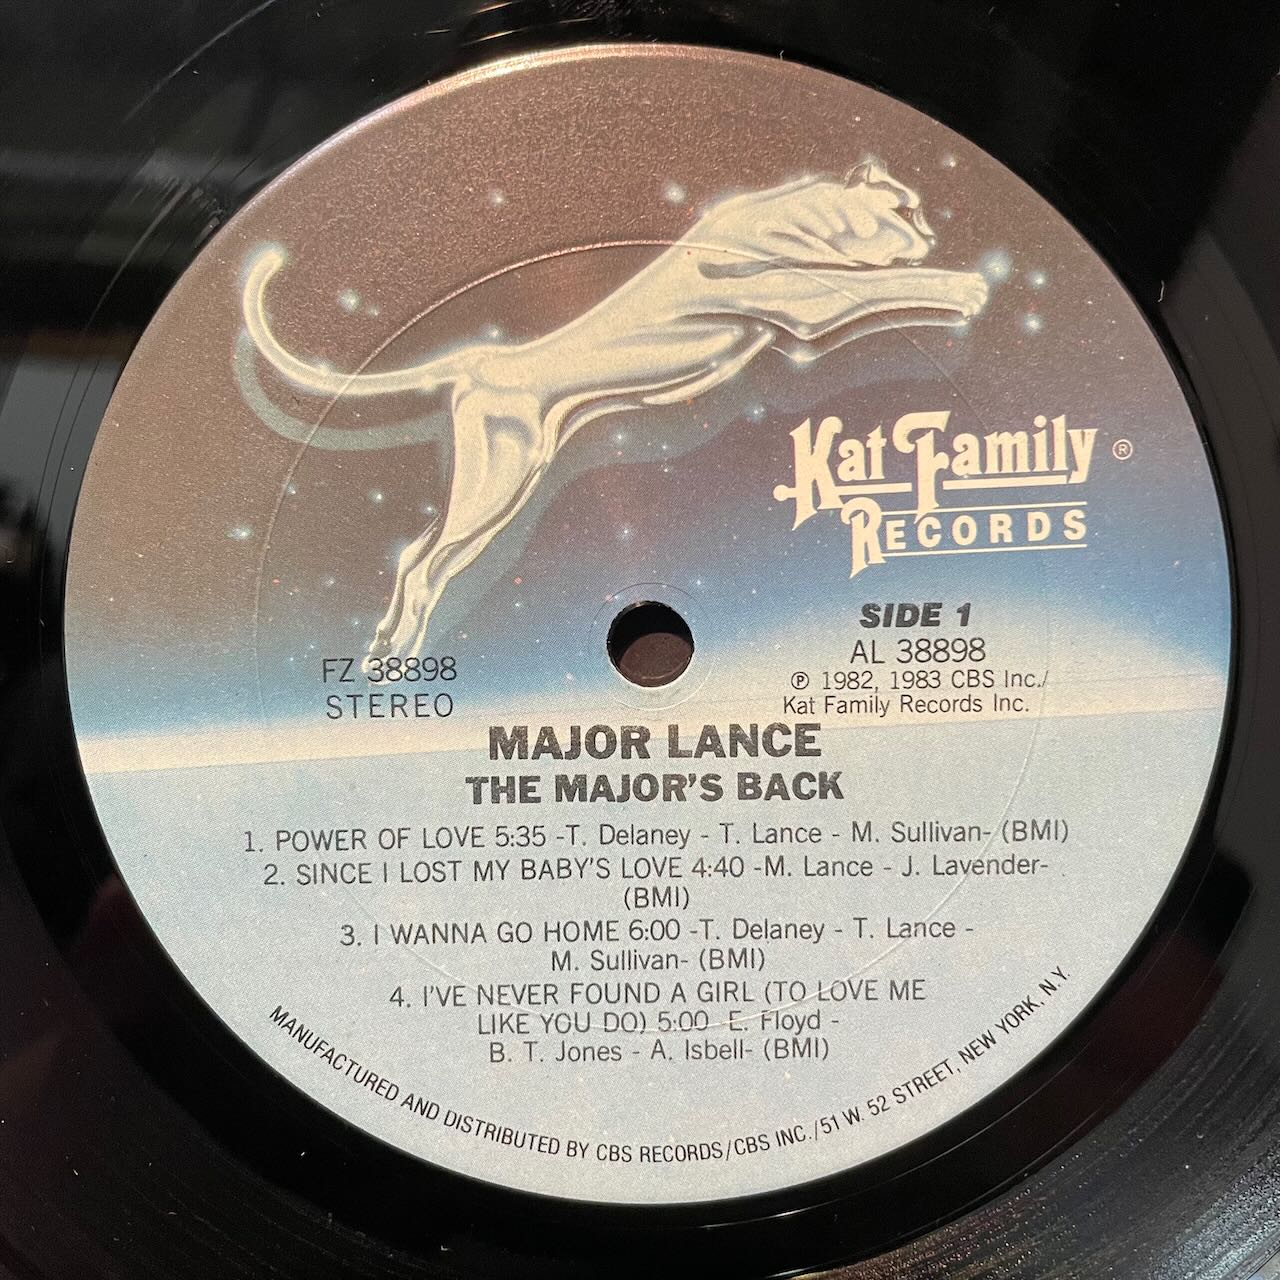 Kat Family ®
RECORDS
SIDE 1
AL 38898
℗ 1982, 1983 CBS Inc./
Kat Family Records Inc.
FZ 38898
STEREO
MAJOR LANCE
THE MAJOR'S BACK
1. POWER OF LOVE 5:35 -T. Delaney - T. Lance - M. Sullivan- (BMI)
2. SINCE I LOST MY BABY'S LOVE 4:40 -M. Lance - J. Lavender-
(BMI)
3. I WANNA GO HOME 6:00 -T. Delaney - T. Lance -
M. Sullivan- (BMI)
4. I'VE NEVER FOUND A GIRL (TO LOVE ME
LIKE YOU DO) 5:00 E. Floyd -
B. T. Jones - A. Isbell- (BMI)
MANUFACTURED AND DISTRIBUTED BY CBS RECORDS/CBS INC./51 W. 52 STREET, NEW YORK, N.Y.